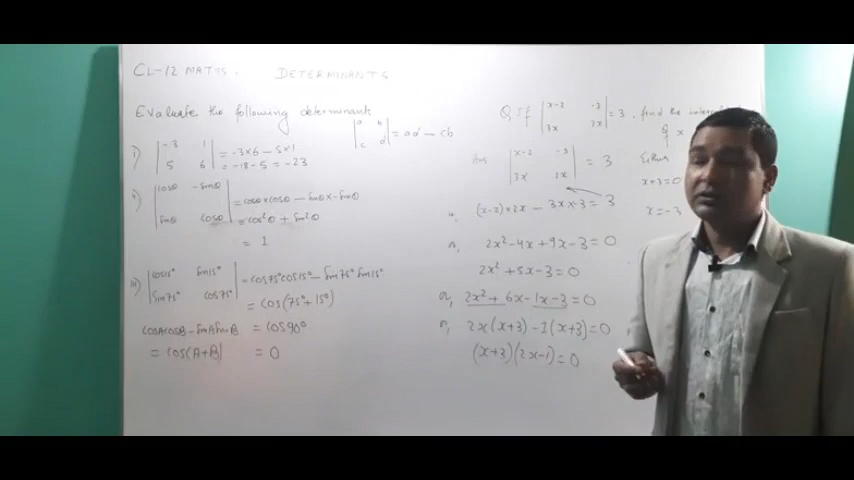 CL-12 MATHS. DETERMINANTS
Evaluate the following determinants
|a b
c d| = ad - cb
i) |-3 1
5 6| = -3×6 - 5×1
= -18-5 = -23
ii) |cosθ -sinθ
sinθ cosθ| = cosθ×cosθ - sinθ×-sinθ
= cos²θ + sin²θ
= 1
iii) |cos15° sin15°
sin75° cos75°| = cos75°cos15° - sin75°sin15°
= cos(75°+15°)
cosAcosB-sinAsinB = cos90°
= cos(A+B) = 0
Q If |x-2 -3
3x 2x| = 3, find the
of x
Ans |x-2 -3
3x 2x| = 3
(x-2)×2x - 3x×-3 = 3
or, 2x²-4x+9x-3=0
2x²+5x-3=0
or, 2x²+6x-1x-3=0
or, 2x(x+3)-1(x+3)=0
(x+3)(2x-1)=0
Either
x+3=0
x=-3